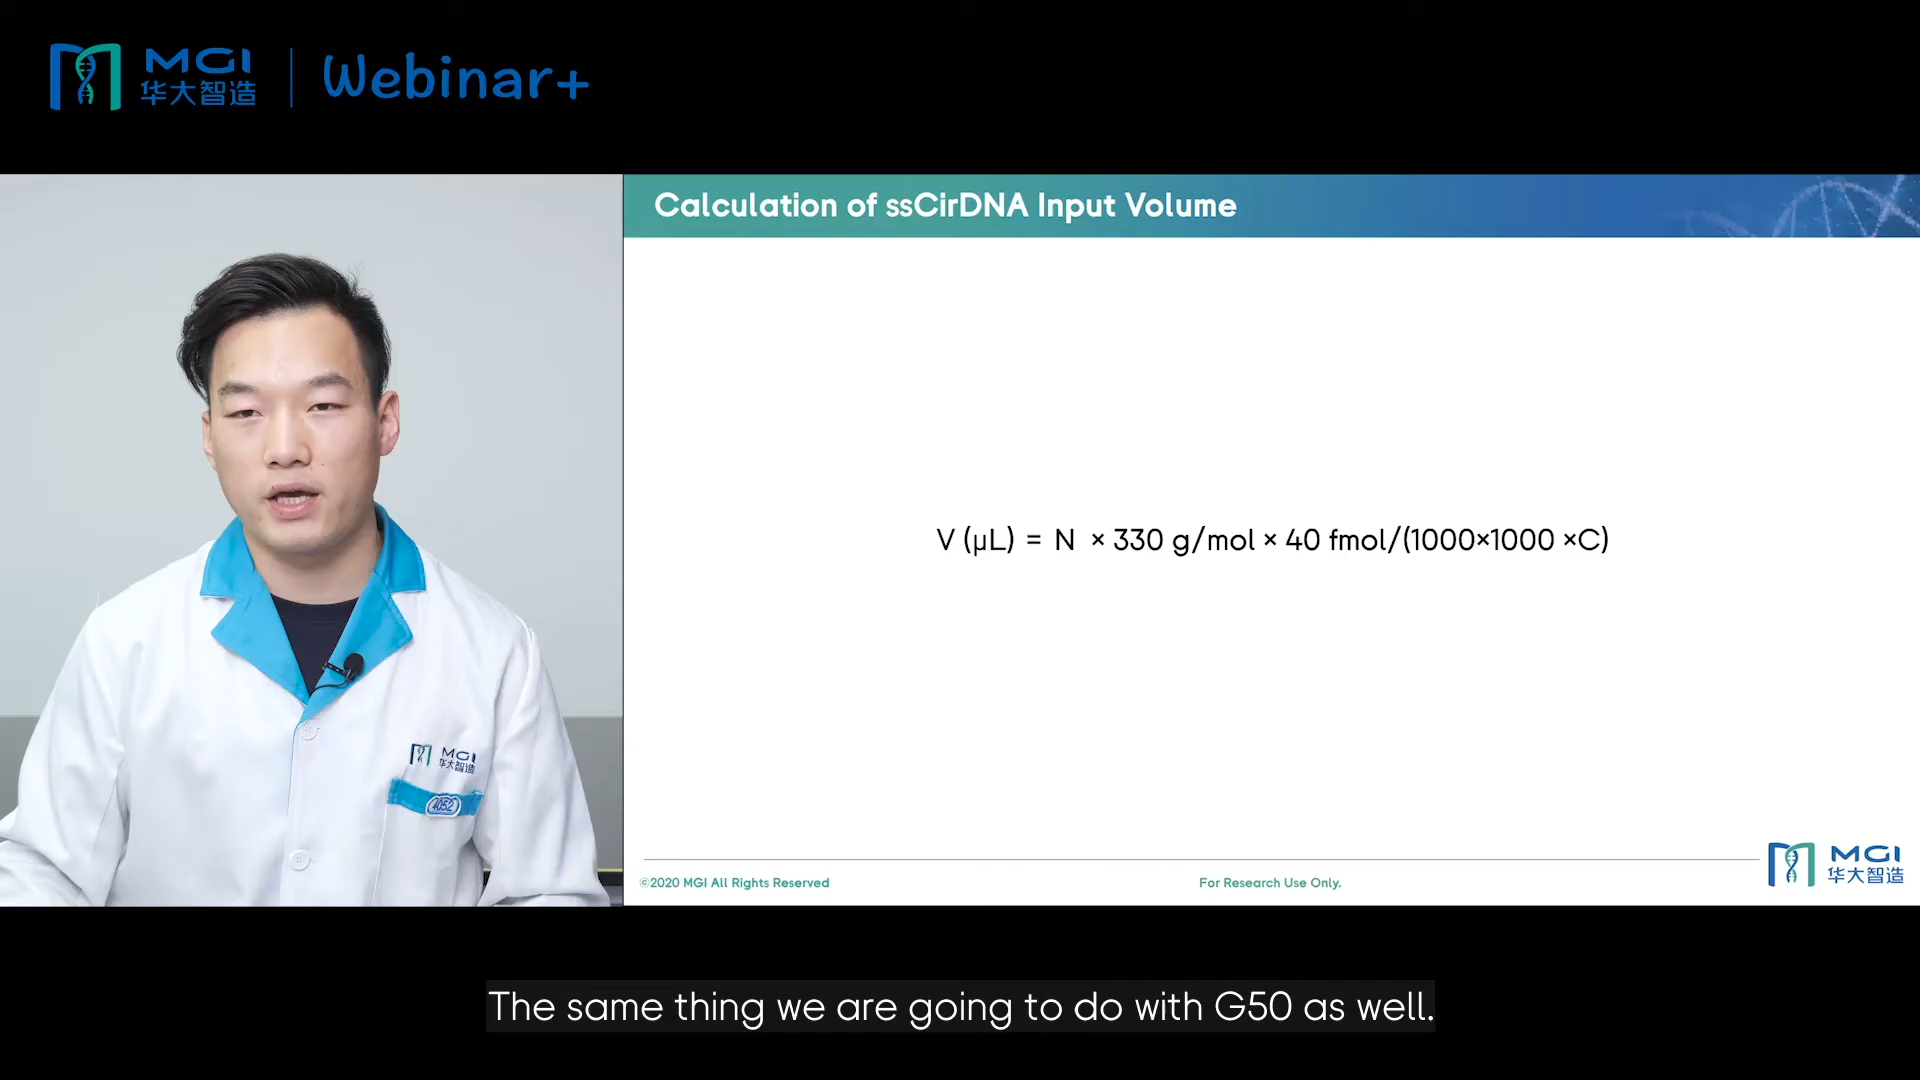 MGI
华大智造
Webinar+
Calculation of ssCirDNA Input Volume
V (μL) = N × 330 g/mol × 40 fmol/(1000×1000 ×C)
MGI
华大智造
4052
©2020 MGI All Rights Reserved
For Research Use Only.
MGI
华大智造
The same thing we are going to do with G50 as well.